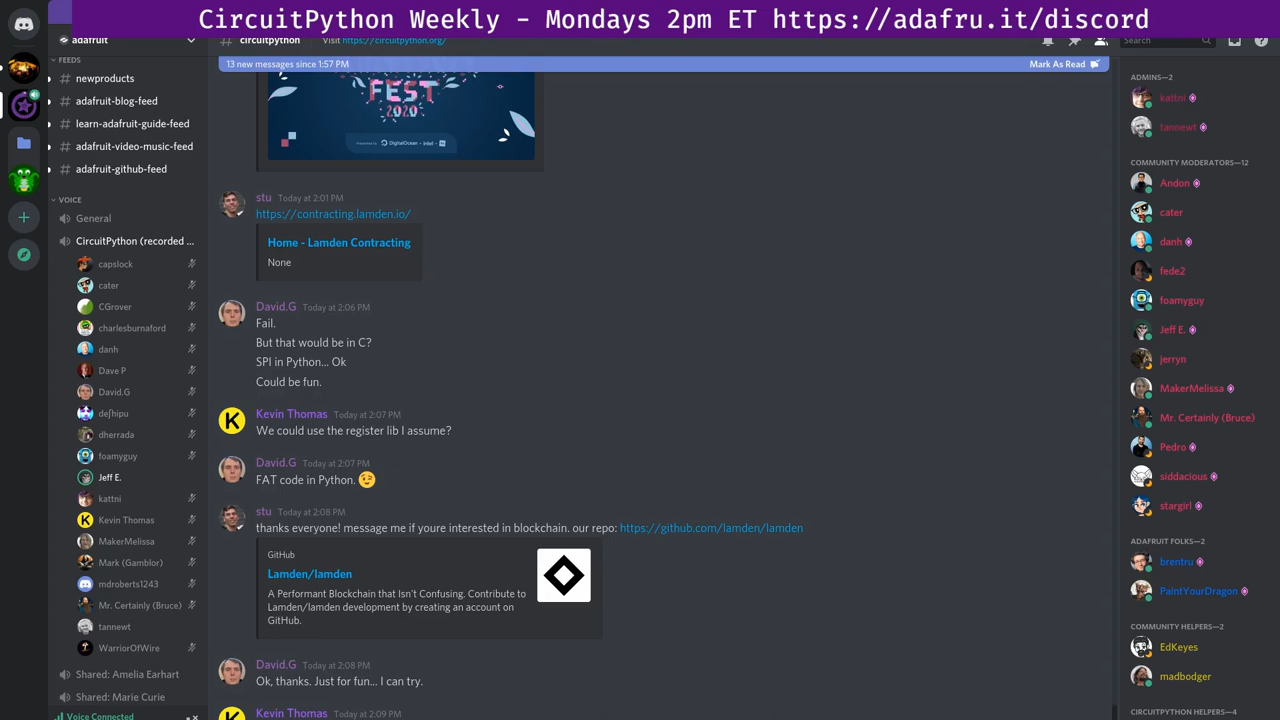 CircuitPython Weekly - Mondays 2pm ET https://adafru.it/discord
adafruit
FEEDS
newproducts
adafruit-blog-feed
learn-adafruit-guide-feed
adafruit-video-music-feed
adafruit-github-feed
VOICE
General
CircuitPython (recorded ...
capslock
cater
CGrover
charlesburnaford
danh
Dave P
David.G
deʃhipu
dherrada
foamyguy
Jeff E.
kattni
Kevin Thomas
MakerMelissa
Mark (Gamblor)
mdroberts1243
Mr. Certainly (Bruce)
tannewt
WarriorOfWire
Shared: Amelia Earhart
Shared: Marie Curie
Voice Connected
circuitpython
Visit https://circuitpython.org/
Search
13 new messages since 1:57 PM
Mark As Read
FEST
2020
Presented by DigitalOcean + intel +
stu Today at 2:01 PM
https://contracting.lamden.io/
Home - Lamden Contracting
None
David.G Today at 2:06 PM
Fail.
But that would be in C?
SPI in Python... Ok
Could be fun.
K
Kevin Thomas Today at 2:07 PM
We could use the register lib I assume?
David.G Today at 2:07 PM
FAT code in Python. 😉
stu Today at 2:08 PM
thanks everyone! message me if youre interested in blockchain. our repo: https://github.com/lamden/lamden
GitHub
Lamden/lamden
A Performant Blockchain that Isn't Confusing. Contribute to
Lamden/lamden development by creating an account on
GitHub.
David.G Today at 2:08 PM
Ok, thanks. Just for fun... I can try.
Kevin Thomas Today at 2:09 PM
ADMINS—2
kattni
tannewt
COMMUNITY MODERATORS—12
Andon
cater
danh
fede2
foamyguy
Jeff E.
jerryn
MakerMelissa
Mr. Certainly (Bruce)
Pedro
siddacious
stargirl
ADAFRUIT FOLKS—2
brentru
PaintYourDragon
COMMUNITY HELPERS—2
EdKeyes
madbodger
CIRCUITPYTHON HELPERS—4